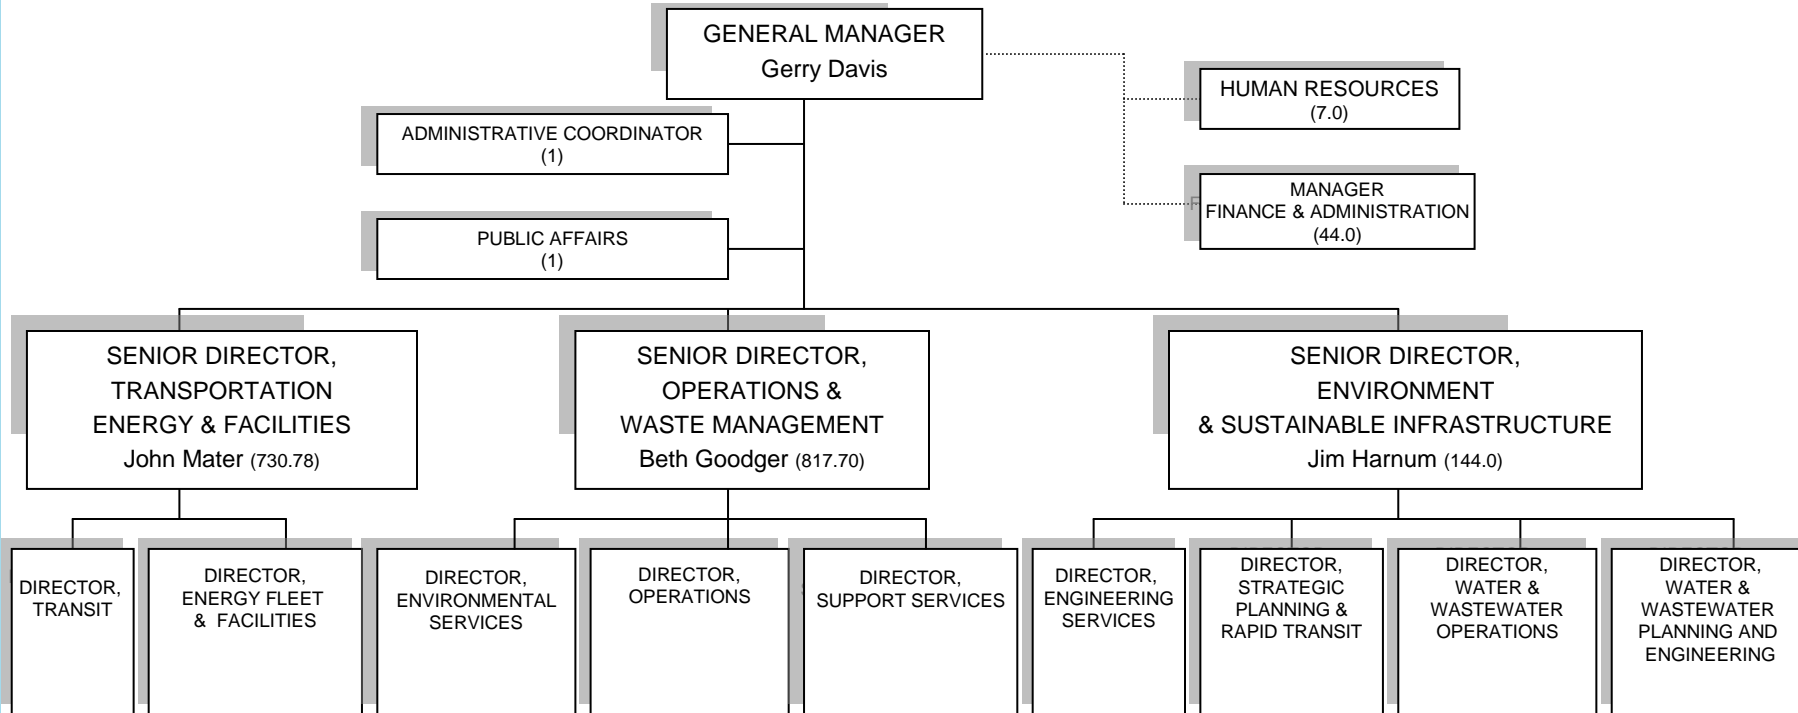 GENERAL MANAGER
Gerry Davis
HUMAN RESOURCES
(7.0)
ADMINISTRATIVE COORDINATOR
(1)
MANAGER
FINANCE & ADMINISTRATION
(44.0)
PUBLIC AFFAIRS
(1)
SENIOR DIRECTOR,
TRANSPORTATION
ENERGY & FACILITIES
John Mater (730.78)
SENIOR DIRECTOR,
OPERATIONS &
WASTE MANAGEMENT
Beth Goodger (817.70)
SENIOR DIRECTOR,
ENVIRONMENT
& SUSTAINABLE INFRASTRUCTURE
Jim Harnum (144.0)
DIRECTOR,
TRANSIT
DIRECTOR,
ENERGY FLEET
& FACILITIES
DIRECTOR,
ENVIRONMENTAL
SERVICES
DIRECTOR,
OPERATIONS
DIRECTOR,
SUPPORT SERVICES
DIRECTOR,
ENGINEERING
SERVICES
DIRECTOR,
STRATEGIC
PLANNING &
RAPID TRANSIT
DIRECTOR,
WATER &
WASTEWATER
OPERATIONS
DIRECTOR,
WATER &
WASTEWATER
PLANNING AND
ENGINEERING